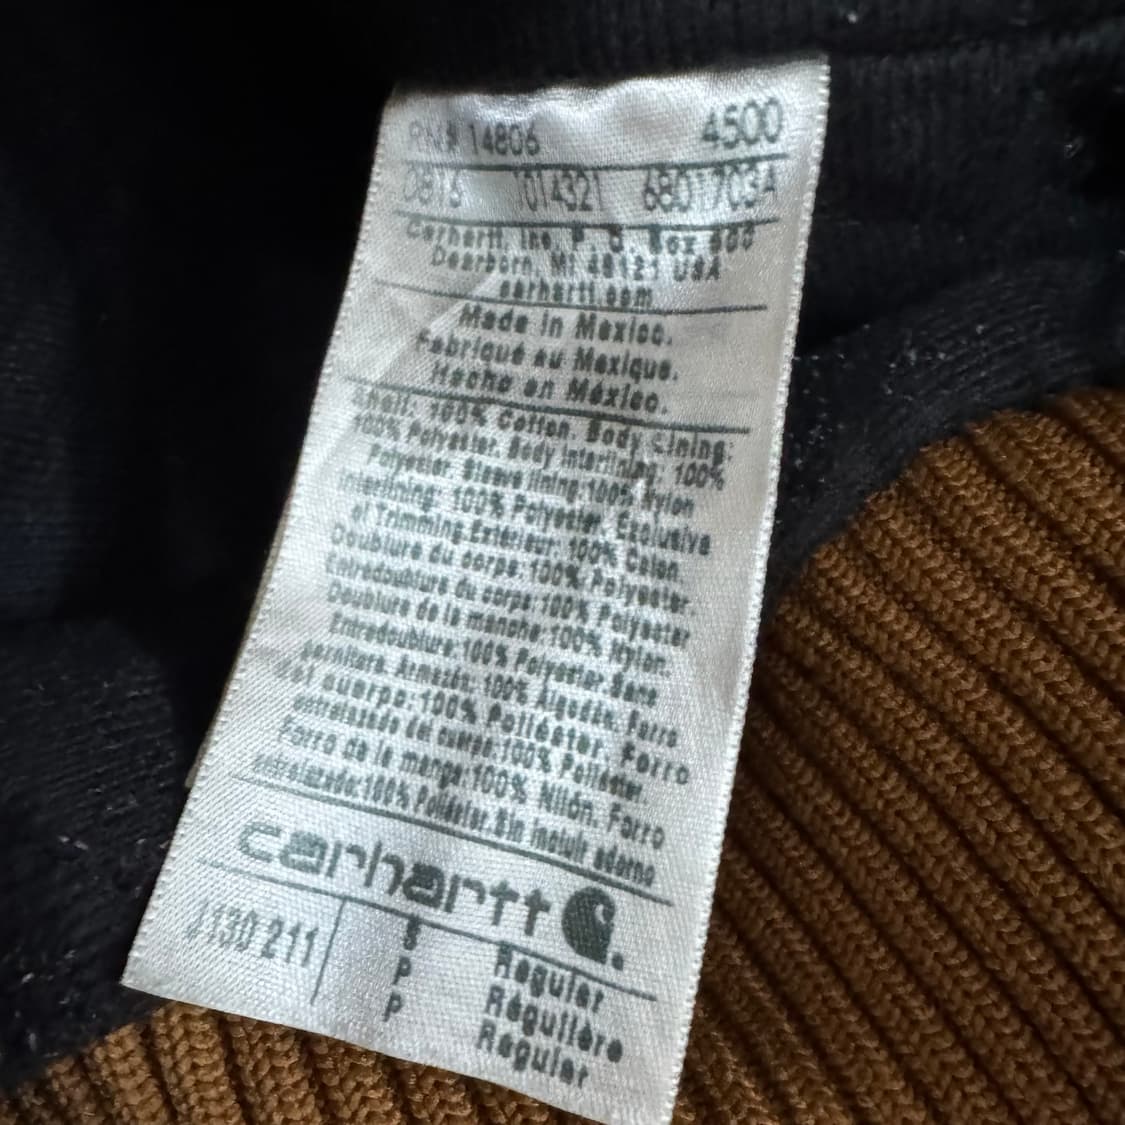 RN# 14806 4500
0816 1014321 6801703A
Carhartt, Inc. P. O. Box 600
Dearborn, MI 48121 USA
carhartt.com
Made in Mexico.
Fabriqué au Mexique.
Hecho en México.
Shell: 100% Cotton. Body Lining:
100% Polyester. Body Interlining: 100%
Polyester. Sleeve lining:100% Nylon
Interlining: 100% Polyester. Exclusive
of Trimming.Extérieur: 100% Coton.
Doublure du corps:100% Polyester.
Entredoublure du corps:100% Polyester
Doublure de la manche:100% Nylon.
Entredoublure:100% Polyester.Sans
garniture. Armazón: 100% Algodón. Forro
del cuerpo:100% Poliéster. Forro
entrelazado del cuerpo:100% Poliéster.
Forro de la manga:100% Nilón. Forro
entrelazado:100% Poliéster.Sin incluir adorno
carhartt
J130 211 S Regular
P Régulière
P Regular